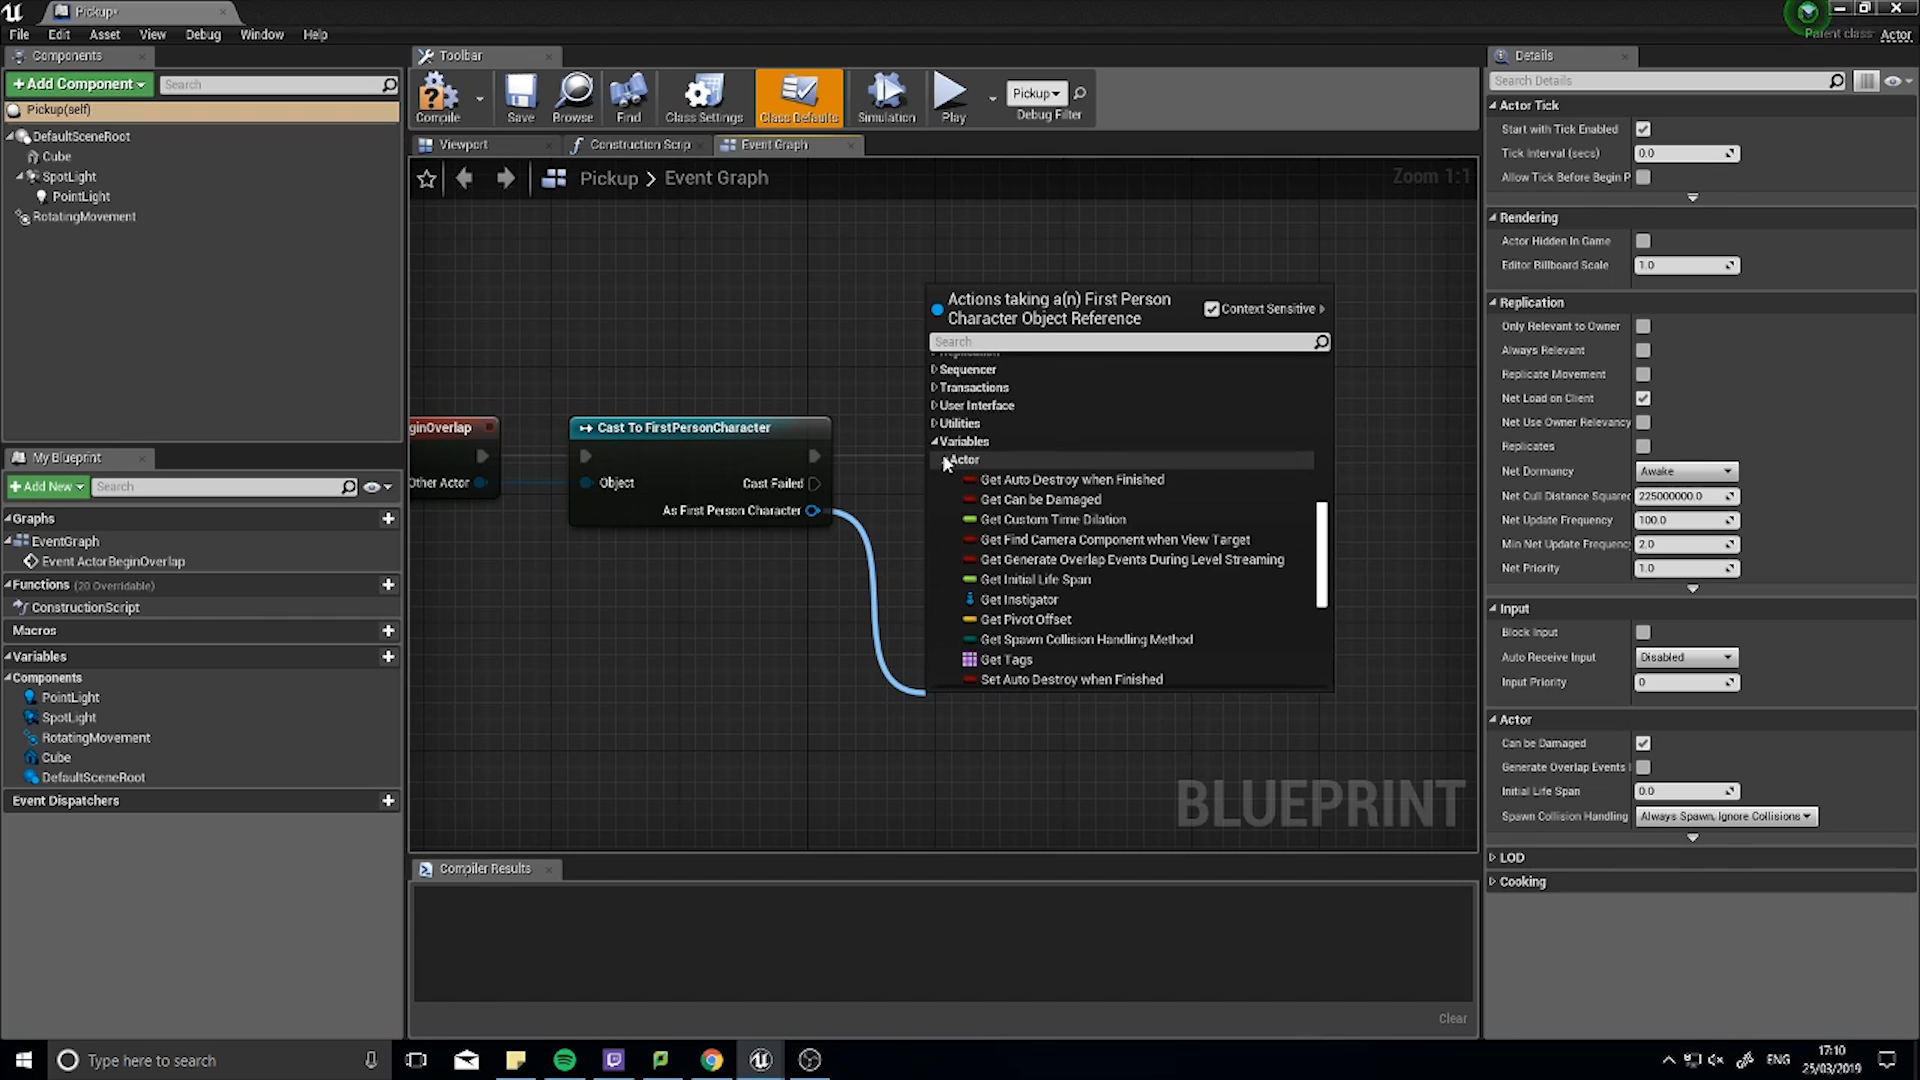 Pickup*
File Edit Asset View Debug Window Help
Parent class: Actor
Components
+Add Component
Search
Pickup(self)
DefaultSceneRoot
Cube
SpotLight
PointLight
RotatingMovement
My Blueprint
+Add New
Search
Graphs
EventGraph
Event ActorBeginOverlap
Functions (20 Overridable)
ConstructionScript
Macros
Variables
Components
PointLight
SpotLight
RotatingMovement
Cube
DefaultSceneRoot
Event Dispatchers
Toolbar
Compile
Save
Browse
Find
Class Settings
Class Defaults
Simulation
Play
Pickup
Debug Filter
Viewport
Construction Scrip
Event Graph
Pickup > Event Graph
Zoom 1:1
ginOverlap
Other Actor
Cast To FirstPersonCharacter
Object
Cast Failed
As First Person Character
Actions taking a(n) First Person
Character Object Reference
Context Sensitive
Search
Sequencer
Transactions
User Interface
Utilities
Variables
Actor
Get Auto Destroy when Finished
Get Can be Damaged
Get Custom Time Dilation
Get Find Camera Component when View Target
Get Generate Overlap Events During Level Streaming
Get Initial Life Span
Get Instigator
Get Pivot Offset
Get Spawn Collision Handling Method
Get Tags
Set Auto Destroy when Finished
BLUEPRINT
Compiler Results
Clear
Details
Search Details
Actor Tick
Start with Tick Enabled
Tick Interval (secs) 0.0
Allow Tick Before Begin P
Rendering
Actor Hidden In Game
Editor Billboard Scale 1.0
Replication
Only Relevant to Owner
Always Relevant
Replicate Movement
Net Load on Client
Net Use Owner Relevancy
Replicates
Net Dormancy Awake
Net Cull Distance Squared 225000000.0
Net Update Frequency 100.0
Min Net Update Frequenc 2.0
Net Priority 1.0
Input
Block Input
Auto Receive Input Disabled
Input Priority 0
Actor
Can be Damaged
Generate Overlap Events
Initial Life Span 0.0
Spawn Collision Handling Always Spawn, Ignore Collisions
LOD
Cooking
Type here to search
ENG
17:10
25/03/2019